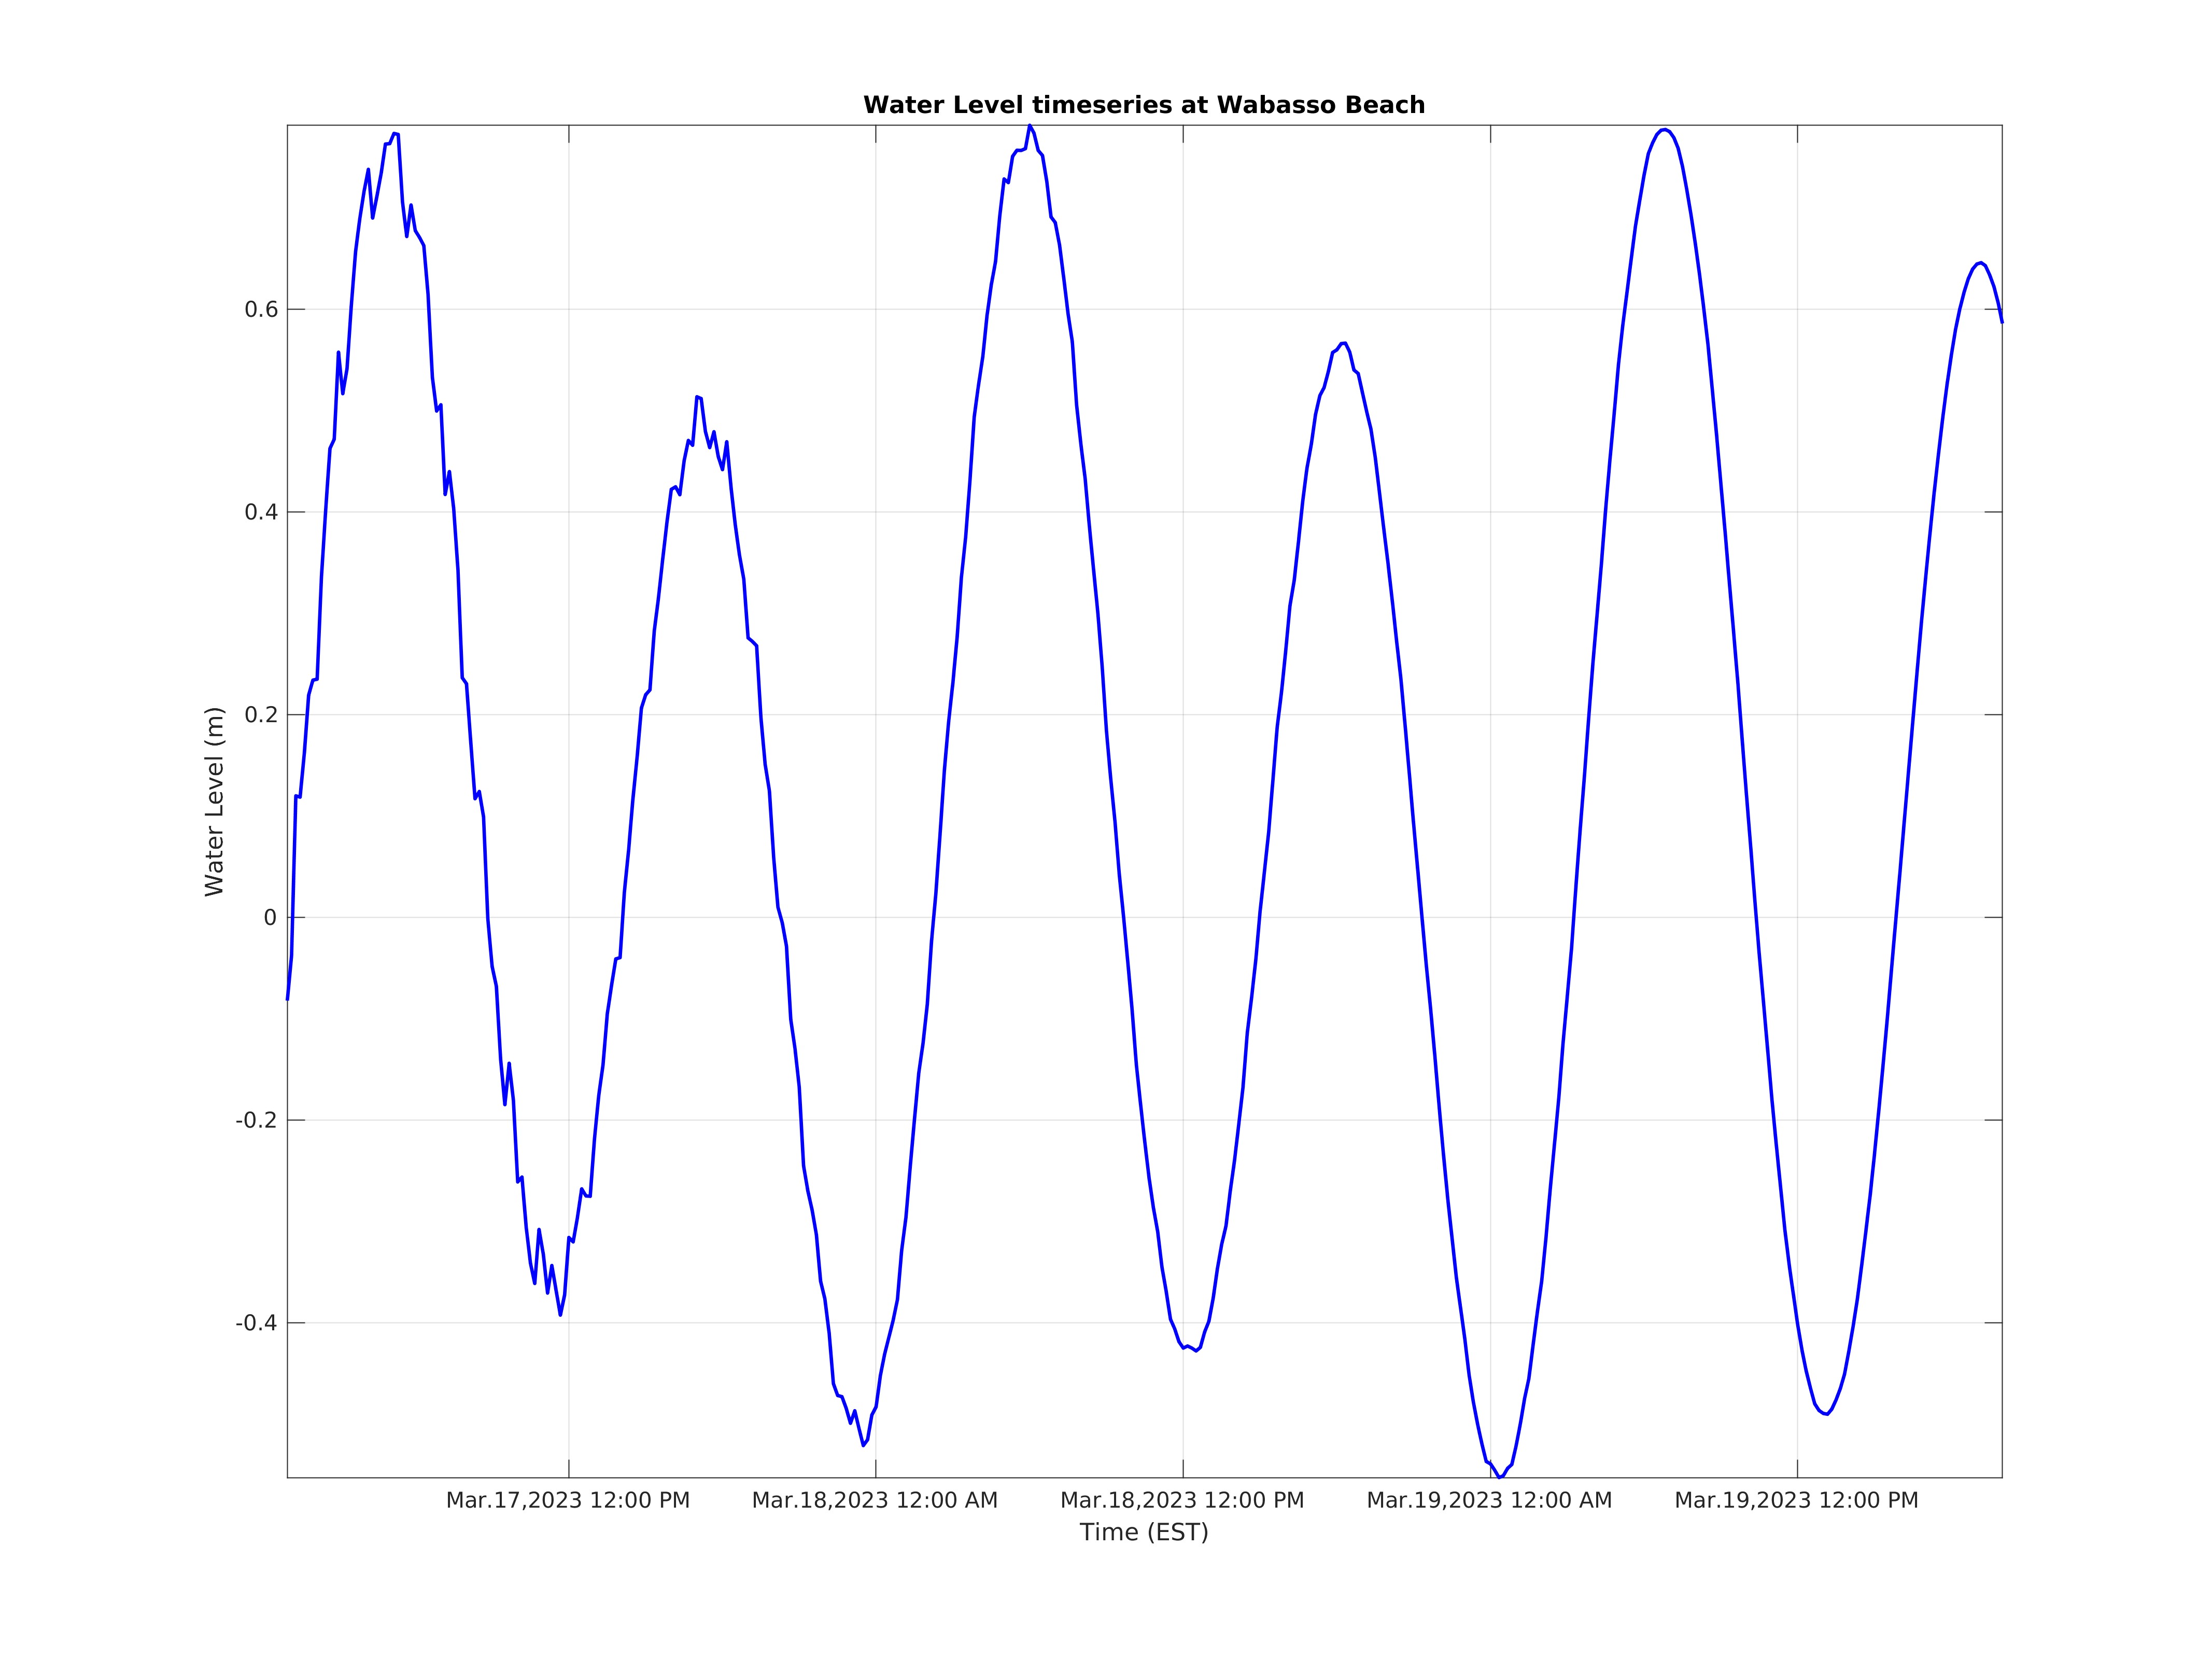 Water Level timeseries at Wabasso Beach
Water Level (m)
0.6
0.4
0.2
0
-0.2
-0.4
Mar.17,2023 12:00 PM
Mar.18,2023 12:00 AM
Mar.18,2023 12:00 PM
Mar.19,2023 12:00 AM
Mar.19,2023 12:00 PM
Time (EST)